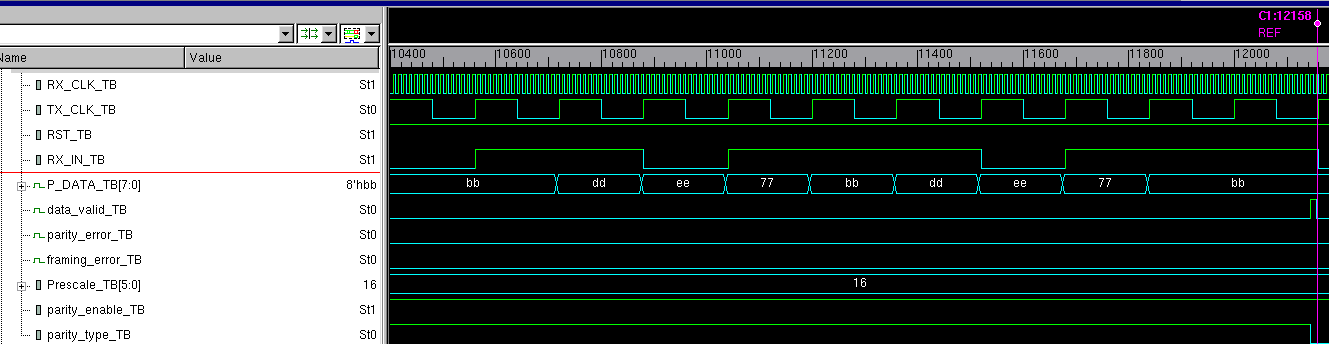 C1:12158
REF
Name Value
10400 10600 10800 11000 11200 11400 11600 11800 12000
RX_CLK_TB St1
TX_CLK_TB St0
RST_TB St1
RX_IN_TB St1
P_DATA_TB[7:0] 8'hbb bb dd ee 77 bb dd ee 77 bb
data_valid_TB St0
parity_error_TB St0
framing_error_TB St0
Prescale_TB[5:0] 16 16
parity_enable_TB St1
parity_type_TB St0